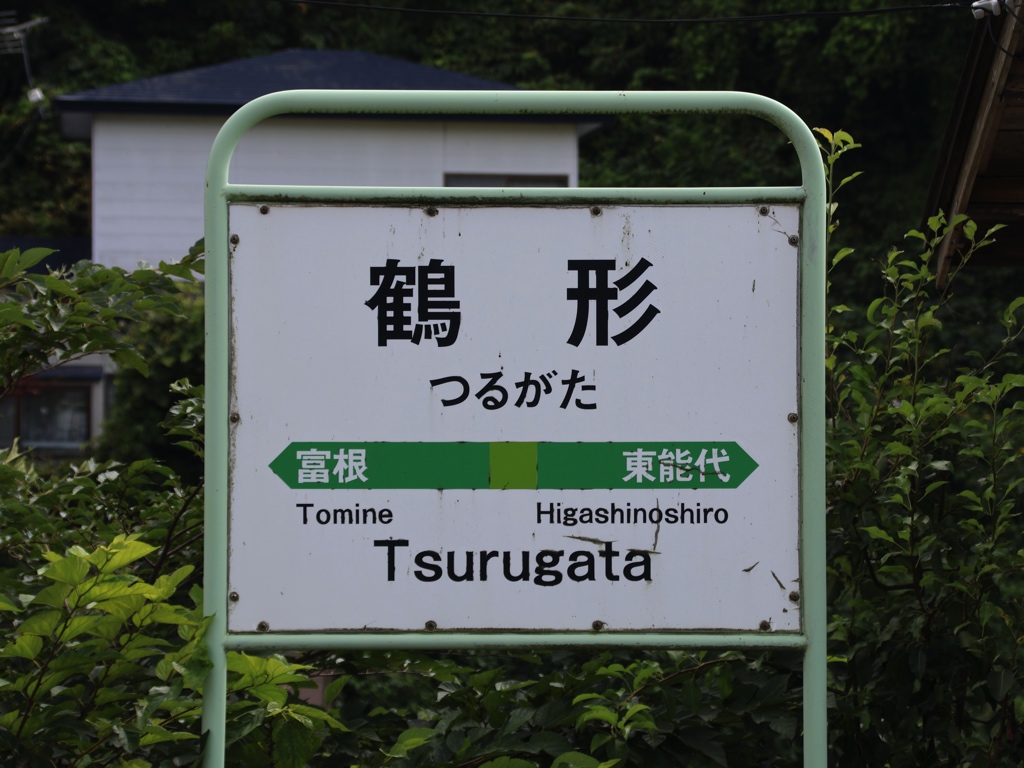 鶴形
つるがた
富根 東能代
Tomine Higashinoshiro
Tsurugata